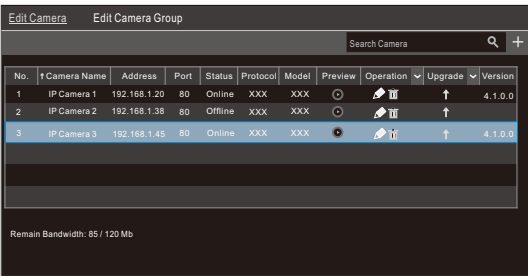 Edit Camera Edit Camera Group
Search Camera
No. Camera Name Address Port Status Protocol Model Preview Operation Upgrade Version
1 IP Camera 1 192.168.1.20 80 Online XXX XXX 4.1.0.0
2 IP Camera 2 192.168.1.38 80 Offline XXX XXX
3 IP Camera 3 192.168.1.45 80 Online XXX XXX 4.1.0.0
Remain Bandwidth: 85 / 120 Mb